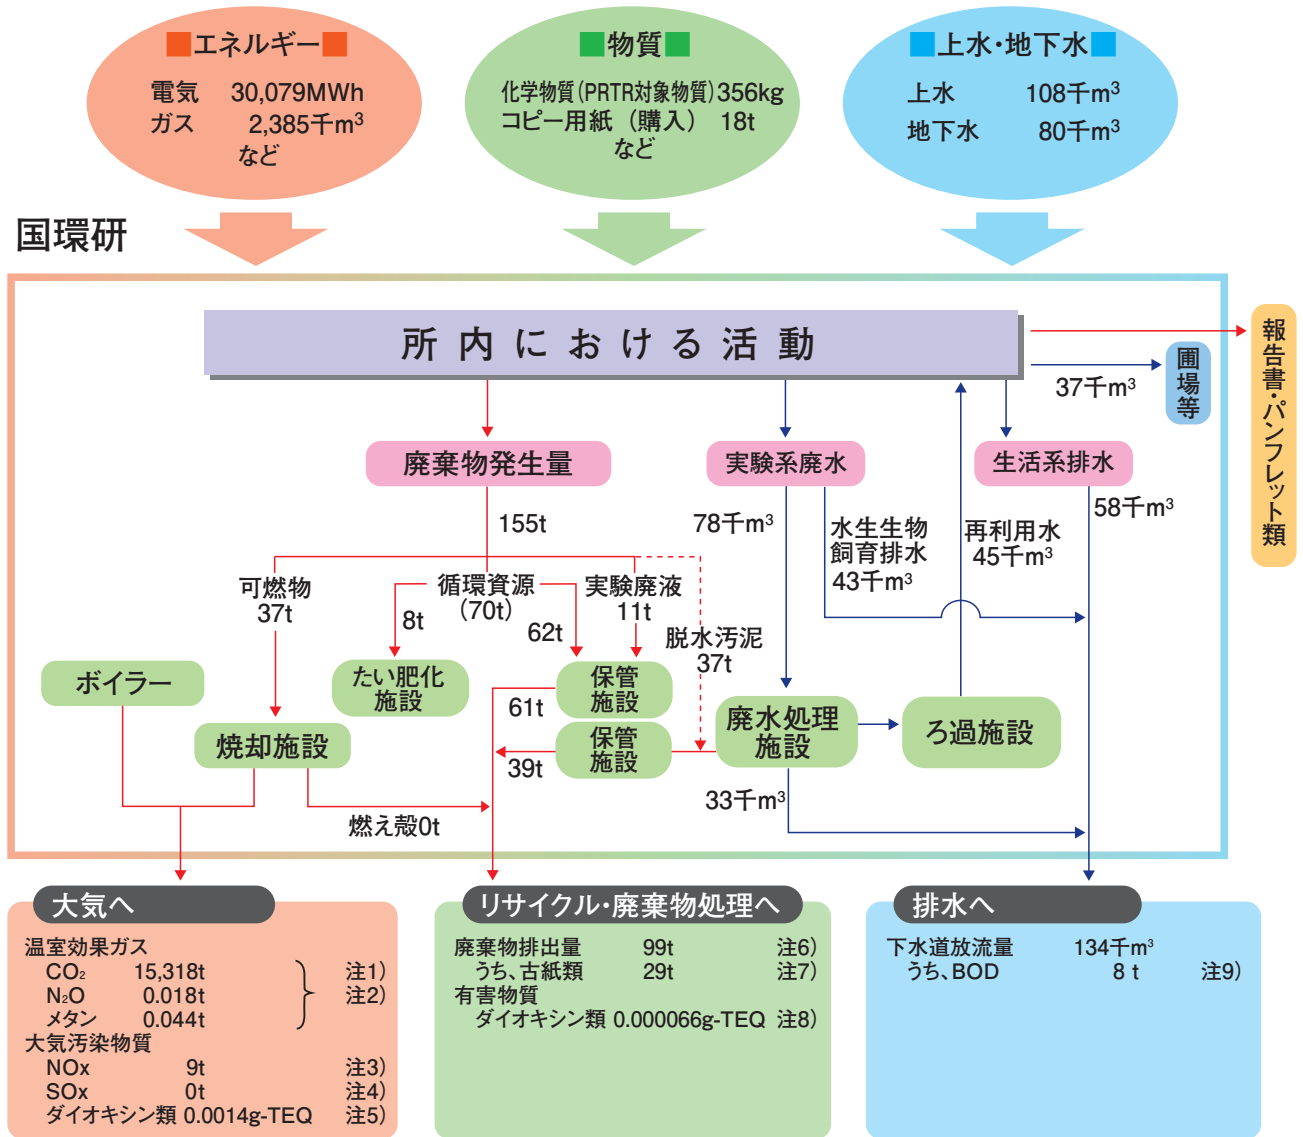 ■エネルギー■
電気 30,079MWh
ガス 2,385千m³
など
■物質■
化学物質(PRTR対象物質)356kg
コピー用紙（購入） 18t
など
■上水・地下水■
上水 108千m³
地下水 80千m³
国環研
所内における活動
報告書・パンフレット類
圃場等
37千m³
廃棄物発生量
実験系廃水
生活系排水
155t
78千m³
水生生物
飼育排水
43千m³
再利用水
45千m³
58千m³
可燃物
37t
循環資源
(70t)
実験廃液
11t
8t
62t
脱水汚泥
37t
ボイラー
たい肥化
施設
保管
施設
61t
焼却施設
保管
施設
39t
廃水処理
施設
ろ過施設
33千m³
燃え殻0t
大気へ
温室効果ガス
CO₂ 15,318t 注1)
N₂O 0.018t 注2)
メタン 0.044t
大気汚染物質
NOx 9t 注3)
SOx 0t 注4)
ダイオキシン類 0.0014g-TEQ 注5)
リサイクル・廃棄物処理へ
廃棄物排出量 99t 注6)
うち、古紙類 29t 注7)
有害物質
ダイオキシン類 0.000066g-TEQ 注8)
排水へ
下水道放流量 134千m³
うち、BOD 8 t 注9)